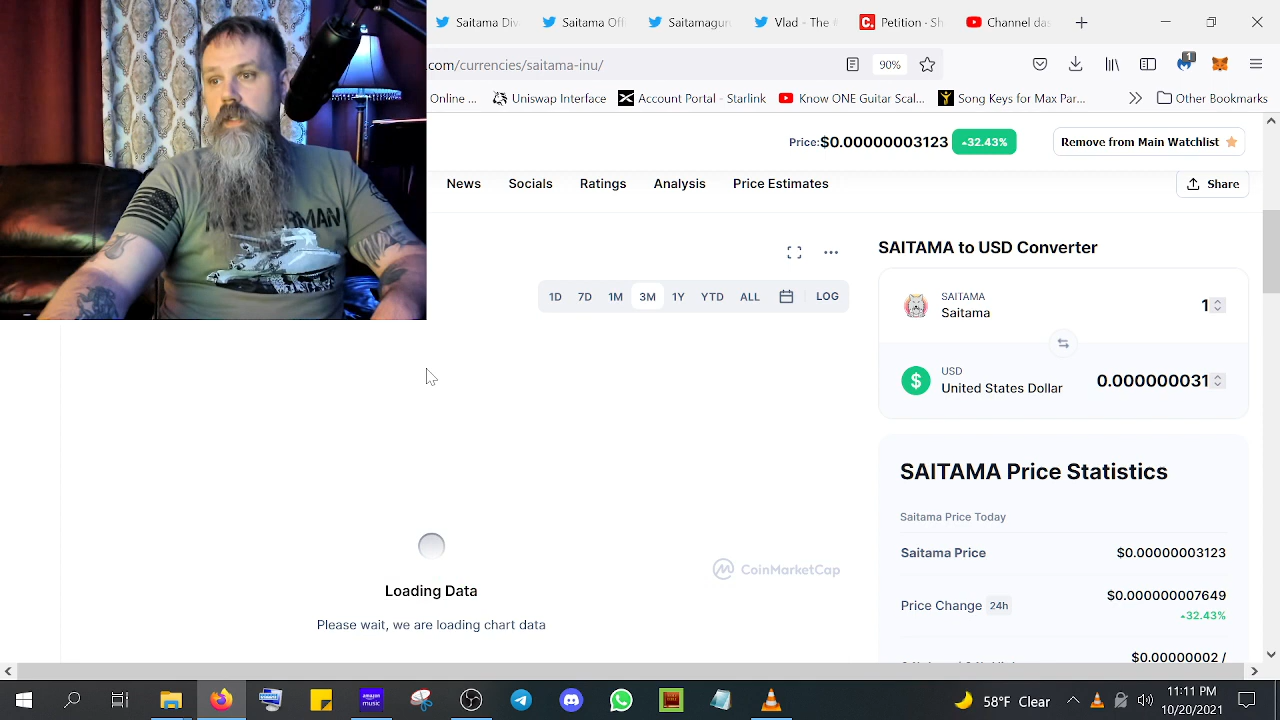 Saitama Div
Saitama Off
Saitamagur
Vlad - The
Petition - Sh
Channel das
.com/currencies/saitama-inu/
90%
1
Online ...
Uniswap Interface
Account Portal - Starlink
Know ONE Guitar Scal...
Song Keys for Max Par...
Other Bookmarks
Price:$0.00000003123
32.43%
Remove from Main Watchlist
News
Socials
Ratings
Analysis
Price Estimates
Share
1D
7D
1M
3M
1Y
YTD
ALL
LOG
SAITAMA to USD Converter
SAITAMA
Saitama
1
USD
United States Dollar
0.000000031
Loading Data
Please wait, we are loading chart data
CoinMarketCap
SAITAMA Price Statistics
Saitama Price Today
Saitama Price
$0.00000003123
Price Change 24h
$0.000000007649
32.43%
$0.00000002 /
amazon
music
58°F Clear
11:11 PM
10/20/2021